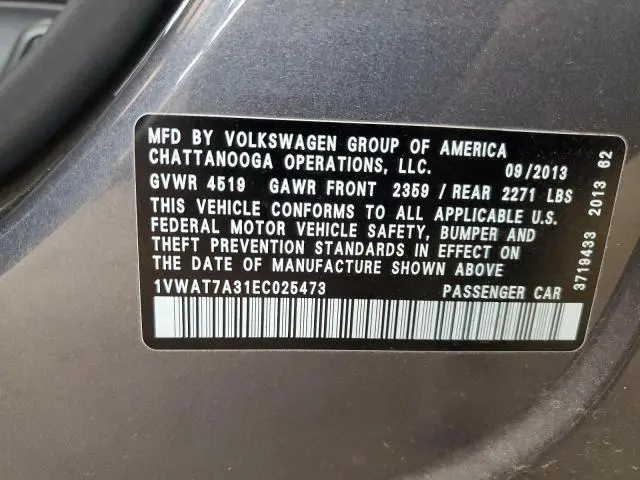 MFD BY VOLKSWAGEN GROUP OF AMERICA
CHATTANOOGA OPERATIONS, LLC. 09/2013
GVWR 4519 GAWR FRONT 2359 / REAR 2271 LBS
THIS VEHICLE CONFORMS TO ALL APPLICABLE U.S.
FEDERAL MOTOR VEHICLE SAFETY, BUMPER AND
THEFT PREVENTION STANDARDS IN EFFECT ON
THE DATE OF MANUFACTURE SHOWN ABOVE
1VWAT7A31EC025473 PASSENGER CAR
3719433 2013 62